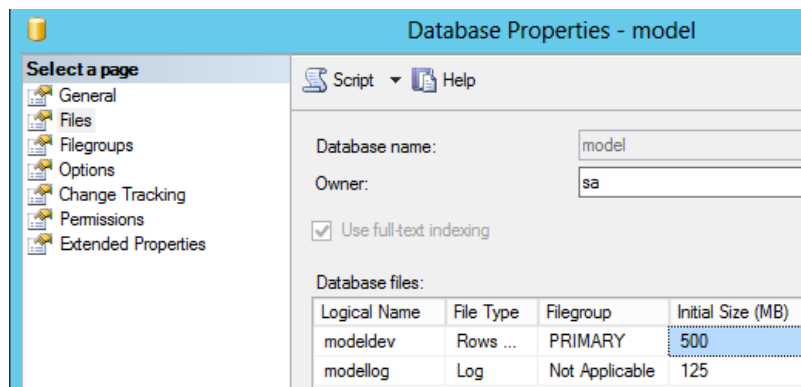 Database Properties - model
Select a page
General
Files
Filegroups
Options
Change Tracking
Permissions
Extended Properties
Script Help
Database name: model
Owner: sa
Use full-text indexing
Database files:
Logical Name File Type Filegroup Initial Size (MB)
modeldev Rows ... PRIMARY 500
modellog Log Not Applicable 125